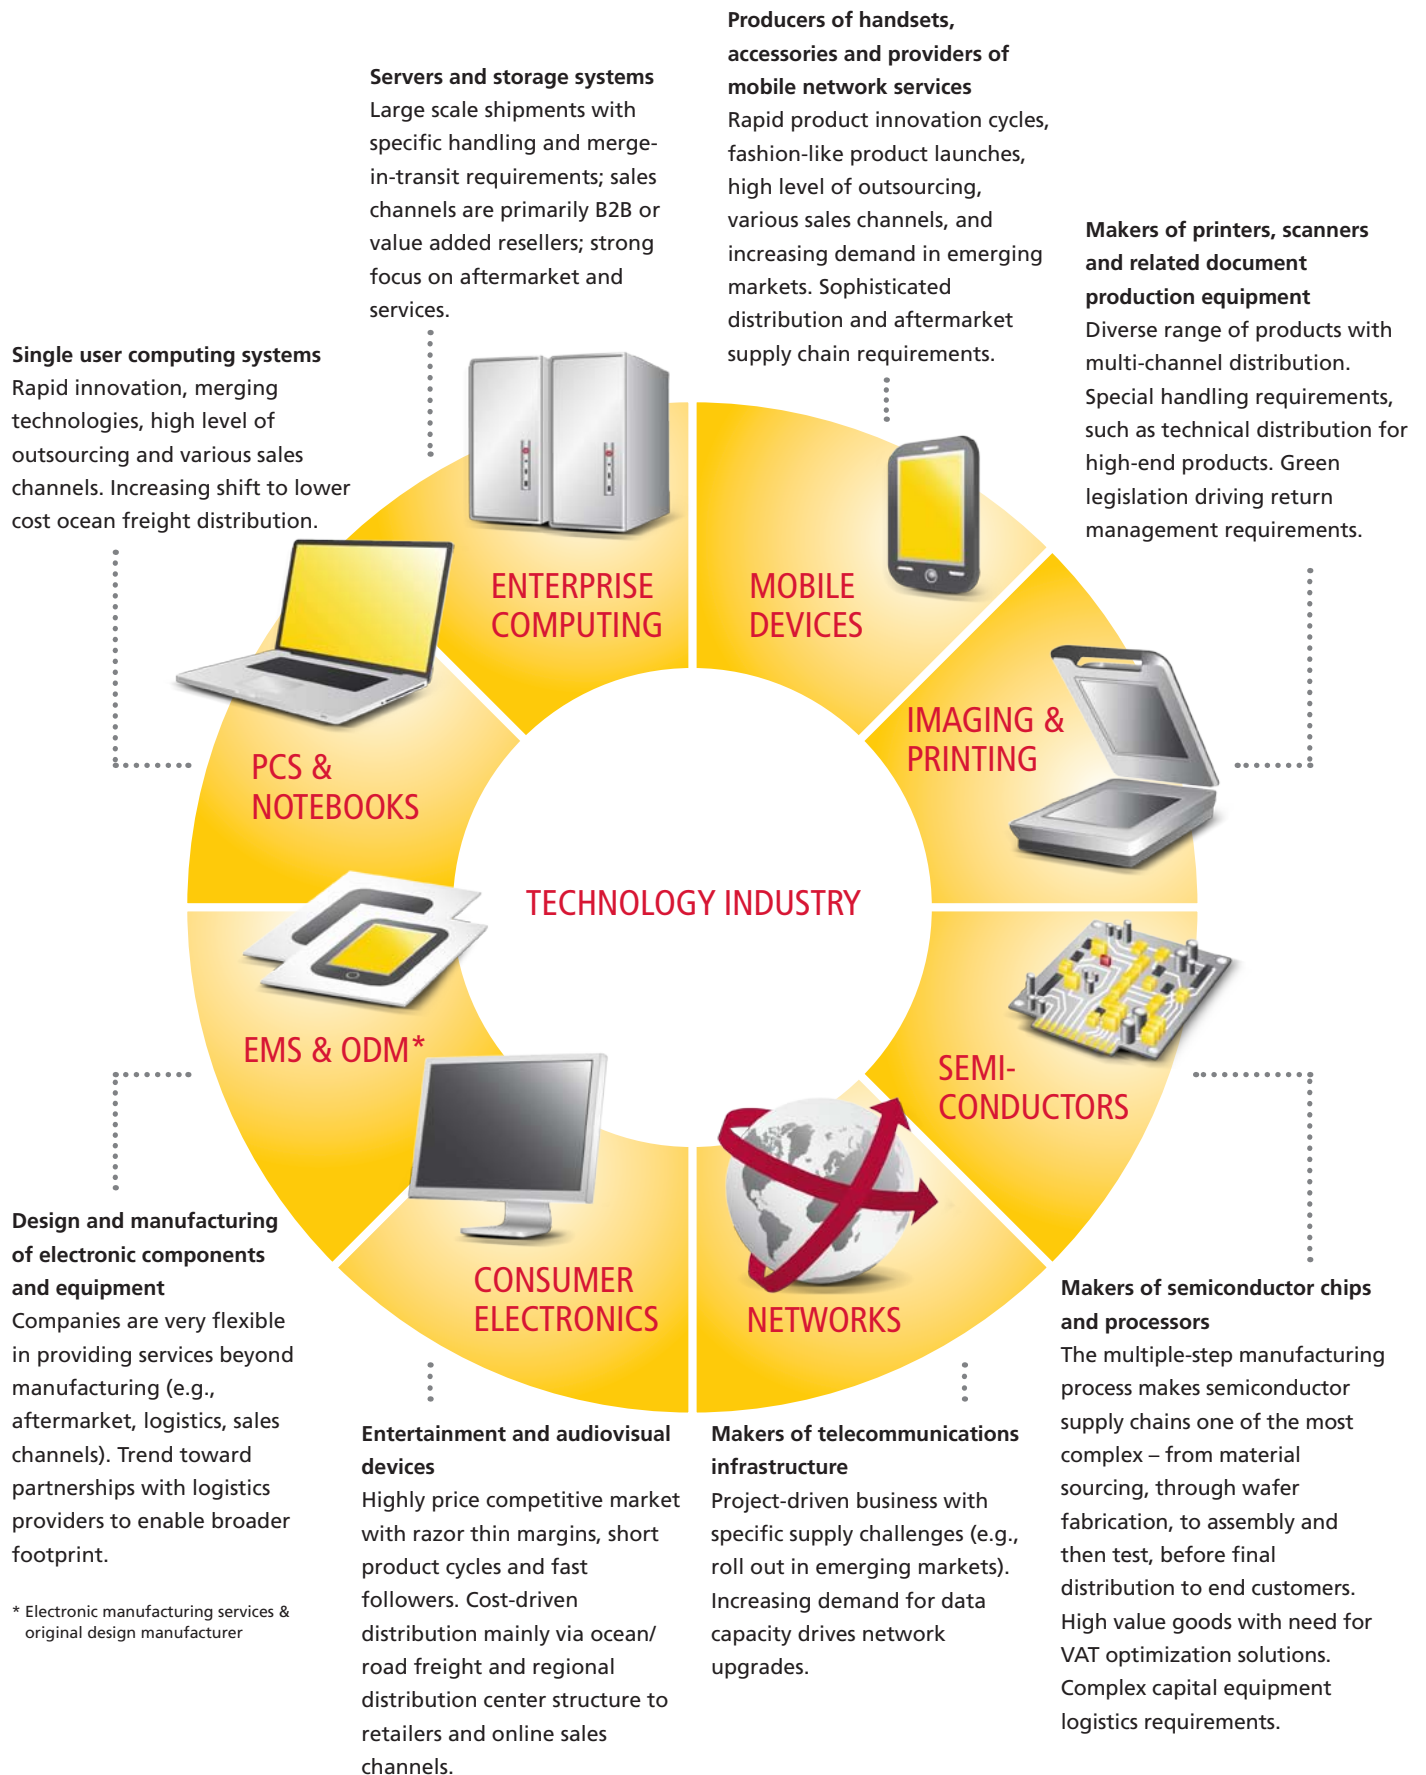 Producers of handsets,
accessories and providers of
mobile network services
Rapid product innovation cycles,
fashion-like product launches,
high level of outsourcing,
various sales channels, and
increasing demand in emerging
markets. Sophisticated
distribution and aftermarket
supply chain requirements.
Servers and storage systems
Large scale shipments with
specific handling and merge-
in-transit requirements; sales
channels are primarily B2B or
value added resellers; strong
focus on aftermarket and
services.
Makers of printers, scanners
and related document
production equipment
Diverse range of products with
multi-channel distribution.
Special handling requirements,
such as technical distribution for
high-end products. Green
legislation driving return
management requirements.
Single user computing systems
Rapid innovation, merging
technologies, high level of
outsourcing and various sales
channels. Increasing shift to lower
cost ocean freight distribution.
ENTERPRISE
COMPUTING
MOBILE
DEVICES
IMAGING &
PRINTING
PCS &
NOTEBOOKS
TECHNOLOGY INDUSTRY
EMS & ODM*
SEMI-
CONDUCTORS
CONSUMER
ELECTRONICS
NETWORKS
Design and manufacturing
of electronic components
and equipment
Companies are very flexible
in providing services beyond
manufacturing (e.g.,
aftermarket, logistics, sales
channels). Trend toward
partnerships with logistics
providers to enable broader
footprint.
* Electronic manufacturing services &
original design manufacturer
Entertainment and audiovisual
devices
Highly price competitive market
with razor thin margins, short
product cycles and fast
followers. Cost-driven
distribution mainly via ocean/
road freight and regional
distribution center structure to
retailers and online sales
channels.
Makers of telecommunications
infrastructure
Project-driven business with
specific supply challenges (e.g.,
roll out in emerging markets).
Increasing demand for data
capacity drives network
upgrades.
Makers of semiconductor chips
and processors
The multiple-step manufacturing
process makes semiconductor
supply chains one of the most
complex – from material
sourcing, through wafer
fabrication, to assembly and
then test, before final
distribution to end customers.
High value goods with need for
VAT optimization solutions.
Complex capital equipment
logistics requirements.